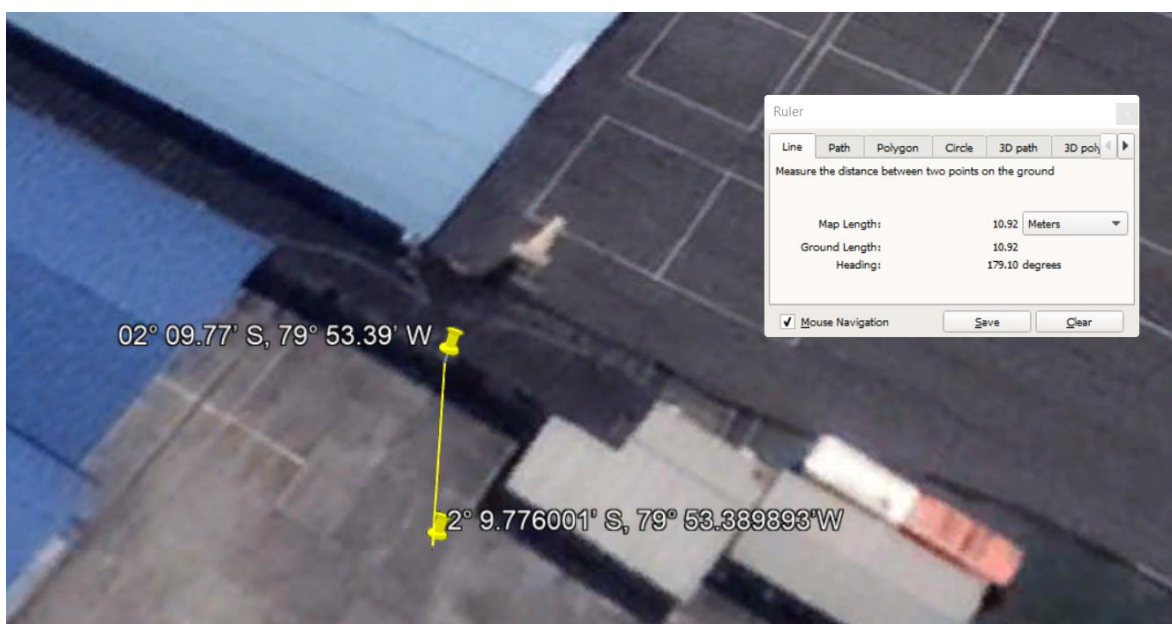 Ruler
Line Path Polygon Circle 3D path 3D poly
Measure the distance between two points on the ground
Map Length: 10.92 Meters
Ground Length: 10.92
Heading: 179.10 degrees
Mouse Navigation Save Clear
02° 09.77' S, 79° 53.39' W
2° 9.776001' S, 79° 53.389893'W